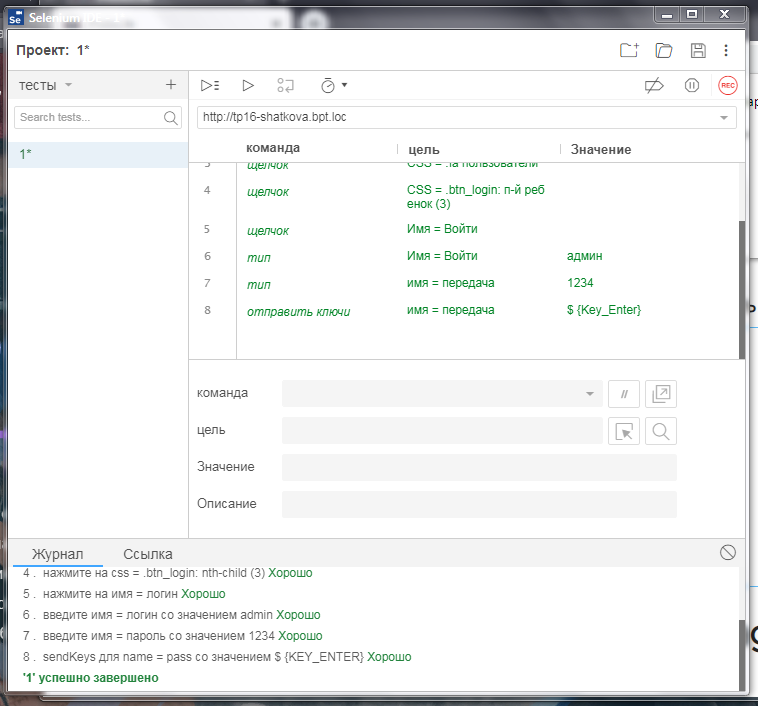 Selenium IDE - 1*
Проект: 1*
тесты
Search tests...
1*
REC
http://tp16-shatkova.bpt.loc
команда цель Значение
щелчок CSS = .fa пользователи
4 щелчок CSS = .btn_login: п-й реб
енок (3)
5 щелчок Имя = Войти
6 тип Имя = Войти админ
7 тип имя = передача 1234
8 отправить ключи имя = передача $ {Key_Enter}
команда
//
цель
Значение
Описание
Журнал Ссылка
4 . нажмите на css = .btn_login: nth-child (3) Хорошо
5 . нажмите на имя = логин Хорошо
6 . введите имя = логин со значением admin Хорошо
7 . введите имя = пароль со значением 1234 Хорошо
8 . sendKeys для name = pass со значением $ {KEY_ENTER} Хорошо
'1' успешно завершено